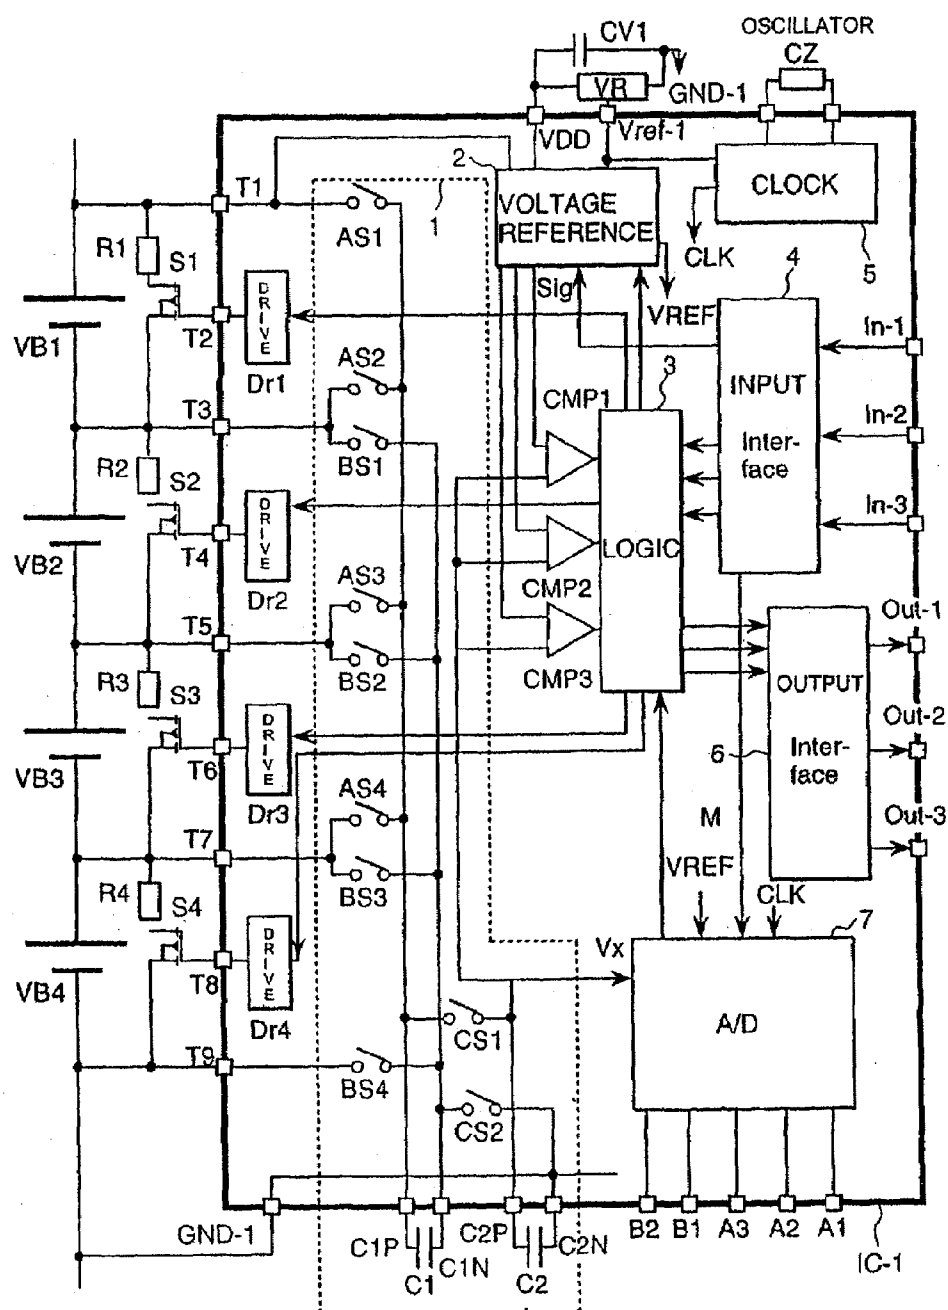 OSCILLATOR
CV1
CZ
VR
GND-1
VDD
Vref-1
2
T1
1
VOLTAGE
REFERENCE
CLOCK
R1
AS1
CLK
5
S1
4
Sig
VREF
DRIVE
T2
In-1
VB1
Dr1
AS2
3
CMP1
INPUT
T3
In-2
R2
BS1
Inter-
face
S2
DRIVE
In-3
T4
LOGIC
VB2
Dr2
AS3
CMP2
Out-1
T5
R3
BS2
CMP3
OUTPUT
S3
DRIVE
Out-2
T6
6
Inter-
face
VB3
Dr3
AS4
M
Out-3
T7
VREF
R4
BS3
CLK
S4
7
DRIVE
Vx
T8
VB4
Dr4
CS1
A/D
T9
BS4
CS2
GND-1
C1P
C1N
C2P
C2N
B2
B1
A3
A2
A1
C1
C2
IC-1